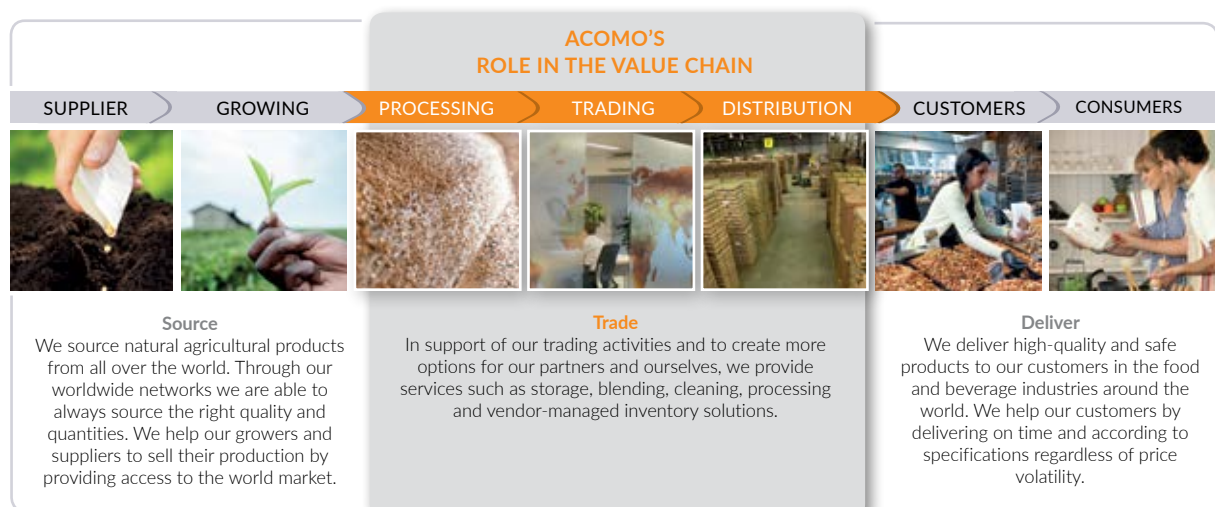 ACOMO’S
ROLE IN THE VALUE CHAIN
SUPPLIER GROWING PROCESSING TRADING DISTRIBUTION CUSTOMERS CONSUMERS
Source
We source natural agricultural products
from all over the world. Through our
worldwide networks we are able to
always source the right quality and
quantities. We help our growers and
suppliers to sell their production by
providing access to the world market.
Trade
In support of our trading activities and to create more
options for our partners and ourselves, we provide
services such as storage, blending, cleaning, processing
and vendor-managed inventory solutions.
Deliver
We deliver high-quality and safe
products to our customers in the food
and beverage industries around the
world. We help our customers by
delivering on time and according to
specifications regardless of price
volatility.